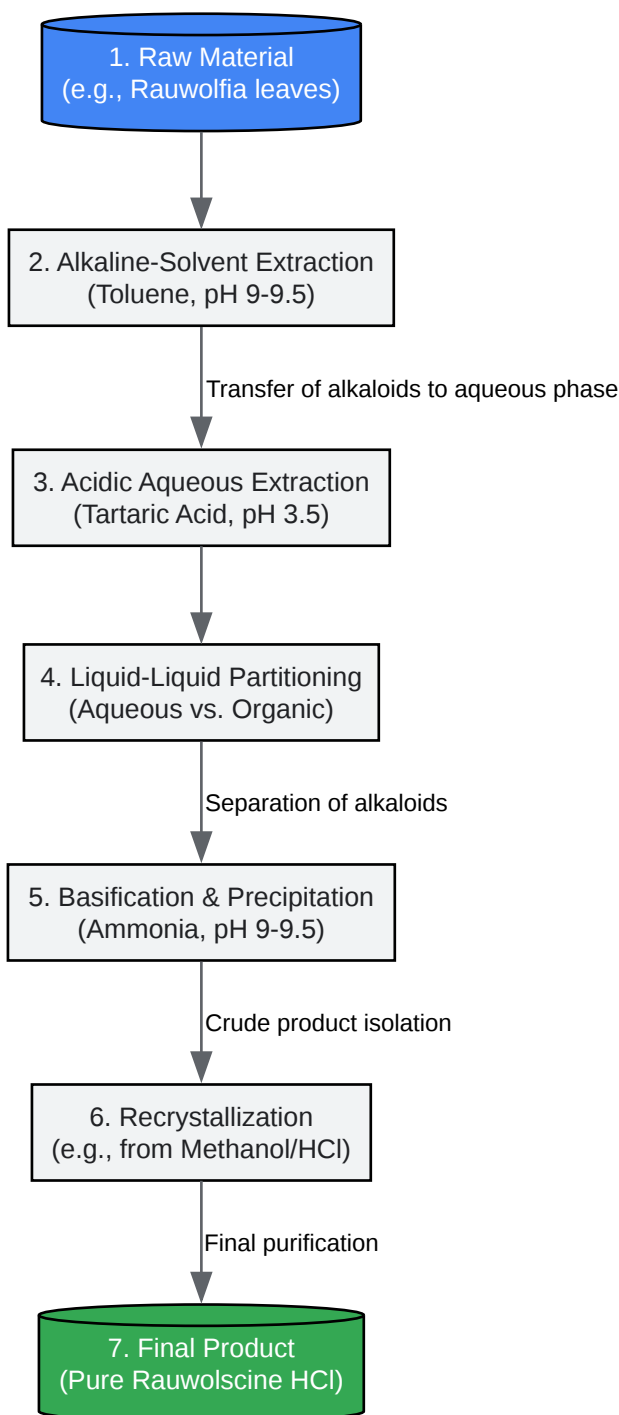 1. Raw Material
(e.g., Rauwolfia leaves)
2. Alkaline-Solvent Extraction
(Toluene, pH 9-9.5)
Transfer of alkaloids to aqueous phase
3. Acidic Aqueous Extraction
(Tartaric Acid, pH 3.5)
4. Liquid-Liquid Partitioning
(Aqueous vs. Organic)
Separation of alkaloids
5. Basification & Precipitation
(Ammonia, pH 9-9.5)
Crude product isolation
6. Recrystallization
(e.g., from Methanol/HCl)
Final purification
7. Final Product
(Pure Rauwolscine HCl)